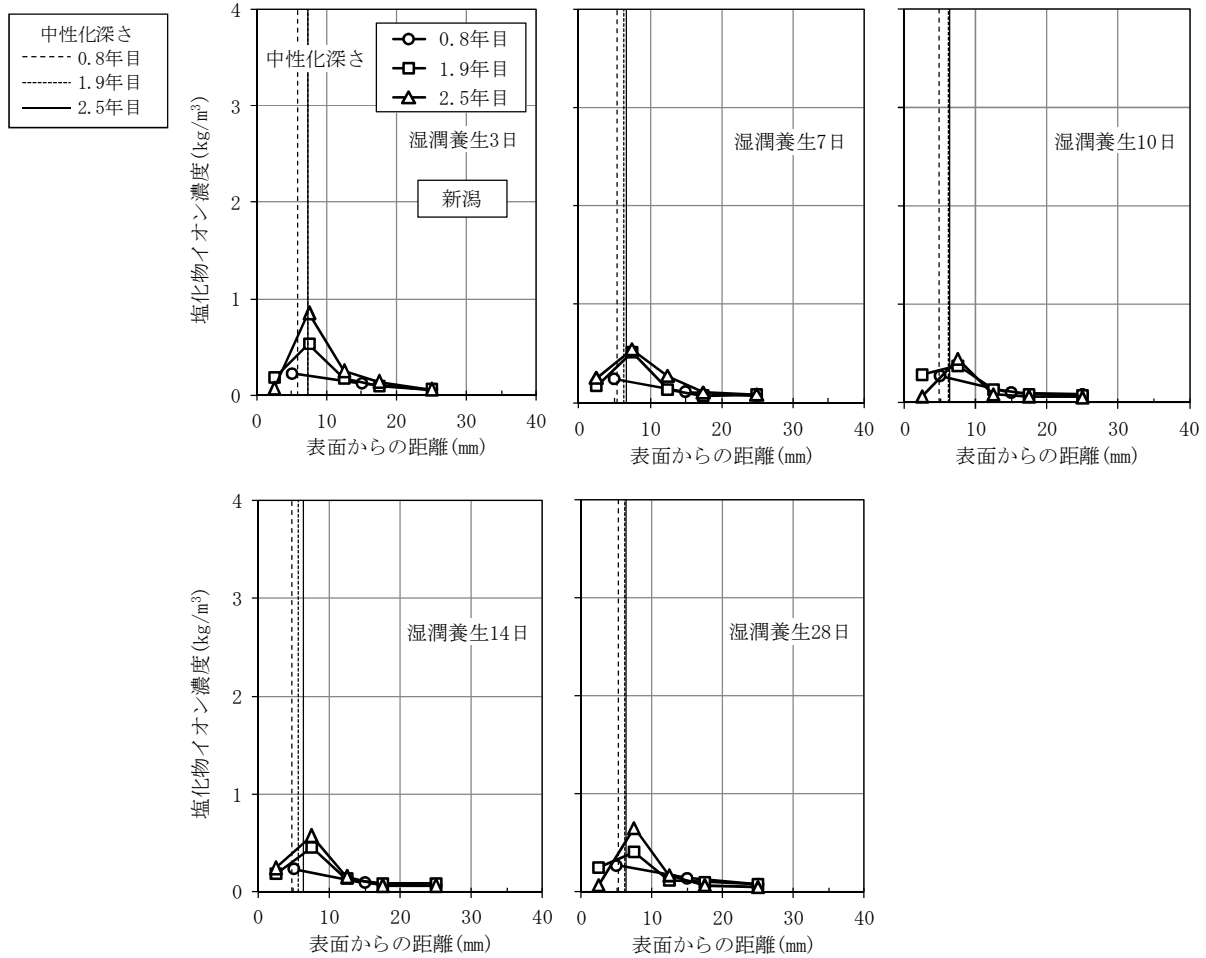 中性化深さ
0.8年目
1.9年目
2.5年目
塩化物イオン濃度(kg/m³)
4
3
2
1
0
中性化深さ
0.8年目
1.9年目
2.5年目
湿潤養生3日
新潟
0 10 20 30 40
表面からの距離(mm)
湿潤養生7日
0 10 20 30 40
表面からの距離(mm)
湿潤養生10日
0 10 20 30 40
表面からの距離(mm)
塩化物イオン濃度(kg/m³)
4
3
2
1
0
湿潤養生14日
0 10 20 30 40
表面からの距離(mm)
湿潤養生28日
0 10 20 30 40
表面からの距離(mm)